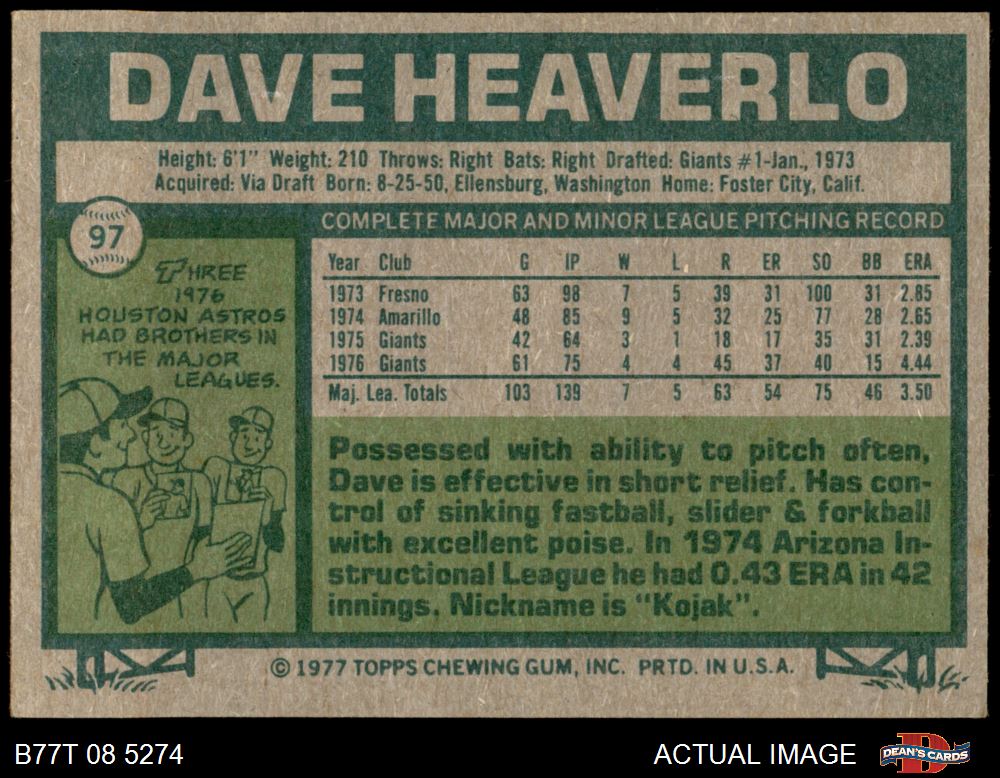 DAVE HEAVERLO
Height: 6'1" Weight: 210 Throws: Right Bats: Right Drafted: Giants #1-Jan., 1973
Acquired: Via Draft Born: 8-25-50, Ellensburg, Washington Home: Foster City, Calif.
97
THREE
1976
HOUSTON ASTROS
HAD BROTHERS IN
THE MAJOR
LEAGUES.
COMPLETE MAJOR AND MINOR LEAGUE PITCHING RECORD
Year Club G IP W L R ER SO BB ERA
1973 Fresno 63 98 7 5 39 31 100 31 2.85
1974 Amarillo 48 85 9 5 32 25 77 28 2.65
1975 Giants 42 64 3 1 18 17 35 31 2.39
1976 Giants 61 75 4 4 45 37 40 15 4.44
Maj. Lea. Totals 103 139 7 5 63 54 75 46 3.50
Possessed with ability to pitch often,
Dave is effective in short relief. Has con-
trol of sinking fastball, slider & forkball
with excellent poise. In 1974 Arizona In-
structional League he had 0.43 ERA in 42
innings. Nickname is "Kojak".
© 1977 TOPPS CHEWING GUM, INC. PRTD. IN U.S.A.
B77T 08 5274
ACTUAL IMAGE
D
DEAN'S CARDS